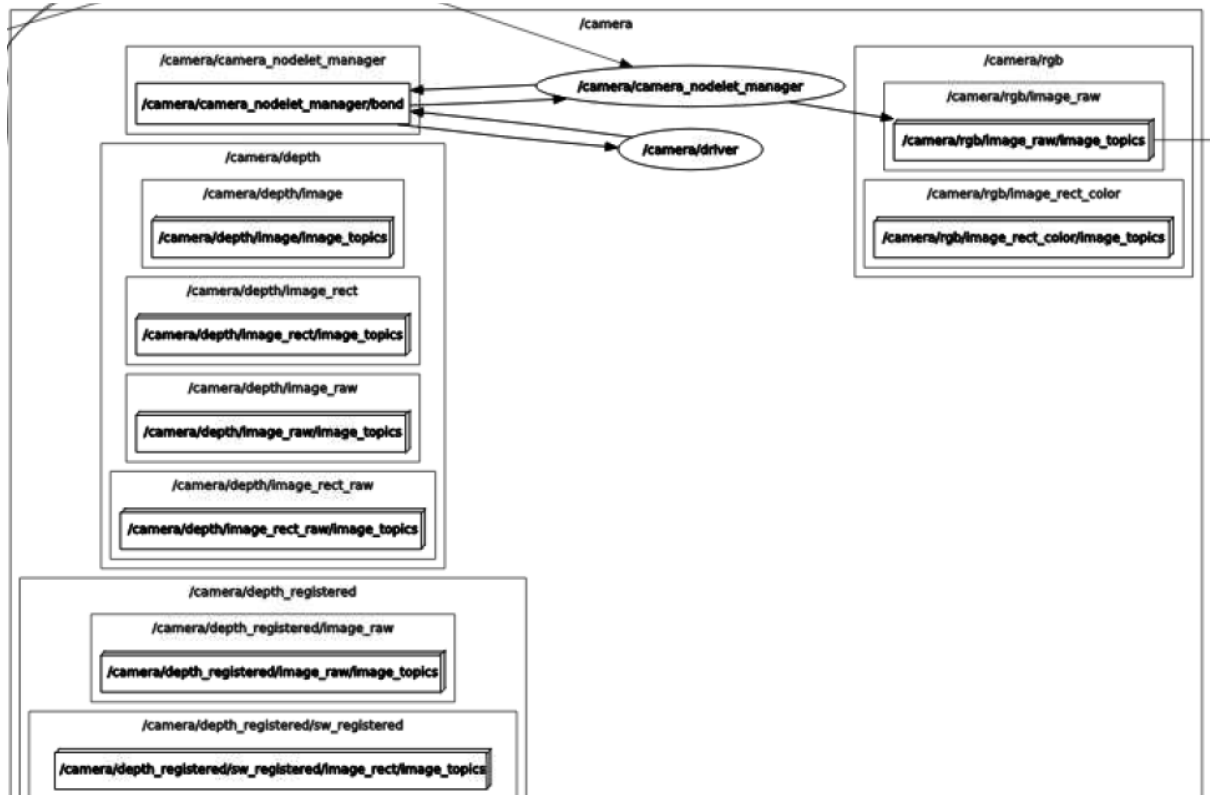 /camera
/camera/camera_nodelet_manager
/camera/camera_nodelet_manager/bond
/camera/camera_nodelet_manager
/camera/driver
/camera/rgb
/camera/rgb/image_raw
/camera/rgb/image_raw/image_topics
/camera/rgb/image_rect_color
/camera/rgb/image_rect_color/image_topics
/camera/depth
/camera/depth/image
/camera/depth/image/image_topics
/camera/depth/image_rect
/camera/depth/image_rect/image_topics
/camera/depth/image_raw
/camera/depth/image_raw/image_topics
/camera/depth/image_rect_raw
/camera/depth/image_rect_raw/image_topics
/camera/depth_registered
/camera/depth_registered/image_raw
/camera/depth_registered/image_raw/image_topics
/camera/depth_registered/sw_registered
/camera/depth_registered/sw_registered/image_rect/image_topics